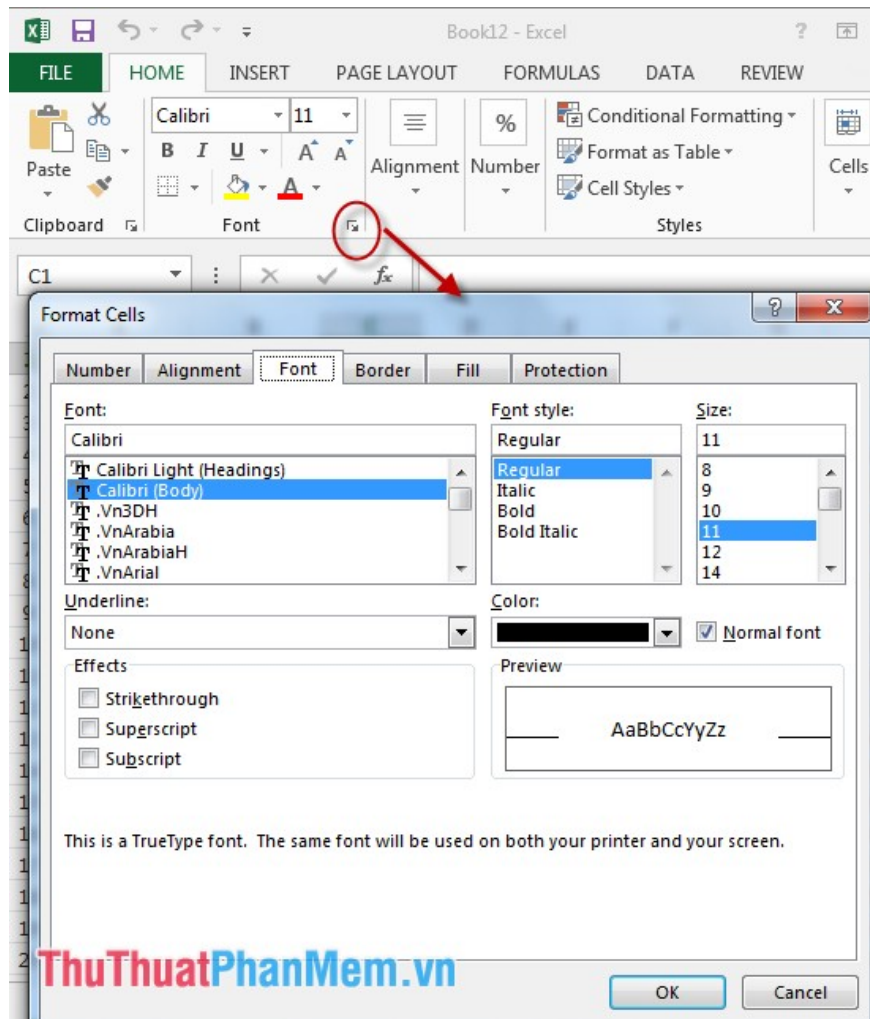 Book12 - Excel
FILE HOME INSERT PAGE LAYOUT FORMULAS DATA REVIEW
Calibri 11
Paste
B I U A A
A
Alignment
%
Number
Conditional Formatting
Format as Table
Cell Styles
Cells
Clipboard Font Styles
C1 fx
Format Cells
Number Alignment Font Border Fill Protection
Font: Font style: Size:
Calibri Regular 11
Calibri Light (Headings) Regular 8
Calibri (Body) Italic 9
.Vn3DH Bold 10
.VnArabia Bold Italic 11
.VnArabiaH 12
.VnArial 14
Underline: Color:
None Normal font
Effects Preview
Strikethrough
Superscript AaBbCcYyZz
Subscript
This is a TrueType font. The same font will be used on both your printer and your screen.
ThuThuatPhanMem.vn
OK Cancel